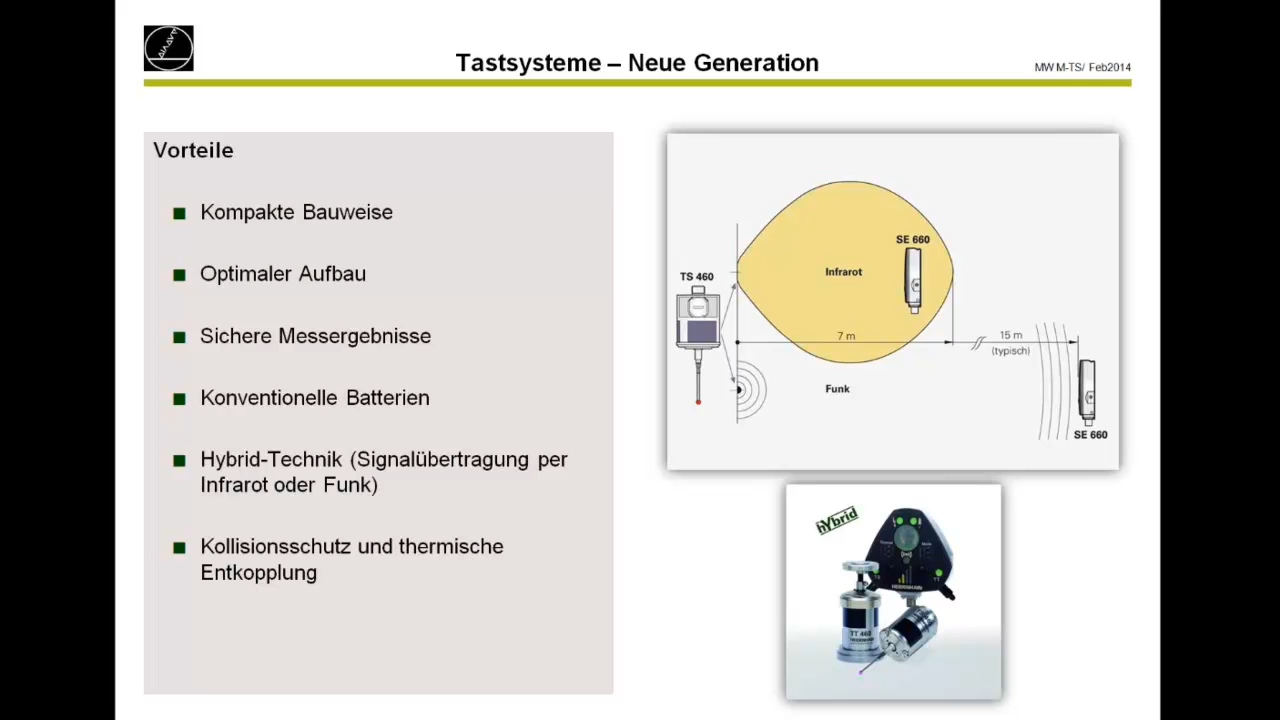 Tastsysteme – Neue Generation
MW M-TS/ Feb2014
Vorteile
Kompakte Bauweise
Optimaler Aufbau
Sichere Messergebnisse
Konventionelle Batterien
Hybrid-Technik (Signalübertragung per
Infrarot oder Funk)
Kollisionsschutz und thermische
Entkopplung
SE 660
TS 460
Infrarot
7 m
15 m
(typisch)
Funk
SE 660
hYbrid
HEIDENHAIN
TT 460
HEIDENHAIN